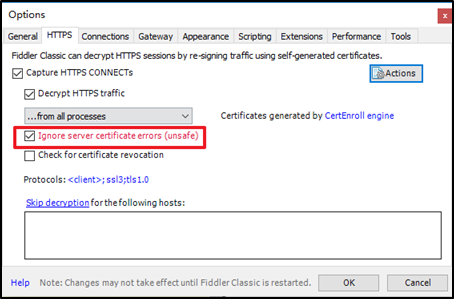 Options
General HTTPS Connections Gateway Appearance Scripting Extensions Performance Tools
Fiddler Classic can decrypt HTTPS sessions by re-signing traffic using self-generated certificates.
Capture HTTPS CONNECTs
Actions
Decrypt HTTPS traffic
...from all processes
Certificates generated by CertEnroll engine
Ignore server certificate errors (unsafe)
Check for certificate revocation
Protocols: <client>; ssl3;tls1.0
Skip decryption for the following hosts:
Help Note: Changes may not take effect until Fiddler Classic is restarted. OK Cancel